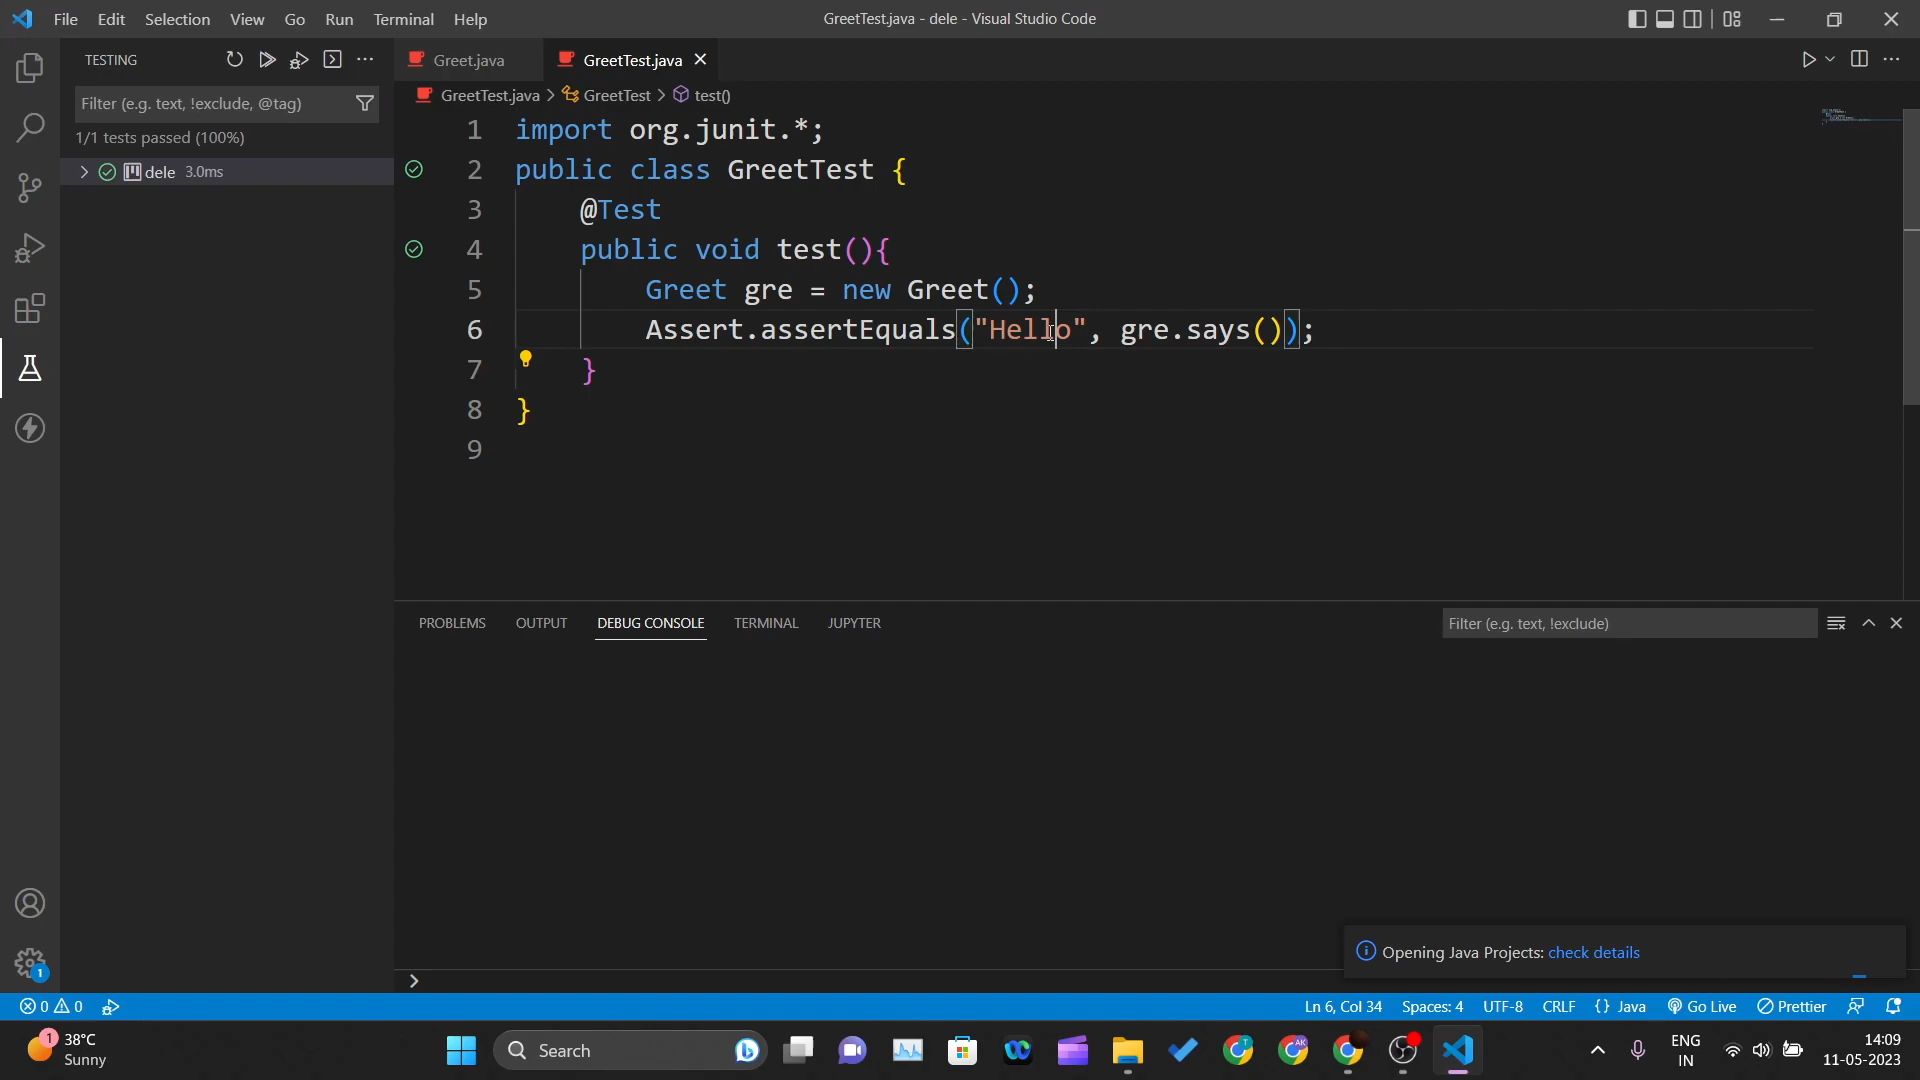 File Edit Selection View Go Run Terminal Help
GreetTest.java - dele - Visual Studio Code
TESTING
Filter (e.g. text, !exclude, @tag)
1/1 tests passed (100%)
dele 3.0ms
Greet.java
GreetTest.java
GreetTest.java > GreetTest > test()
1 import org.junit.*;
2 public class GreetTest {
3 @Test
4 public void test(){
5 Greet gre = new Greet();
6 Assert.assertEquals("Hello", gre.says());
7 }
8 }
9
PROBLEMS OUTPUT DEBUG CONSOLE TERMINAL JUPYTER
Filter (e.g. text, !exclude)
Opening Java Projects: check details
1
0 0
Ln 6, Col 34 Spaces: 4 UTF-8 CRLF {} Java Go Live Prettier
1
38°C
Sunny
Search
T
AK
ENG
IN
14:09
11-05-2023